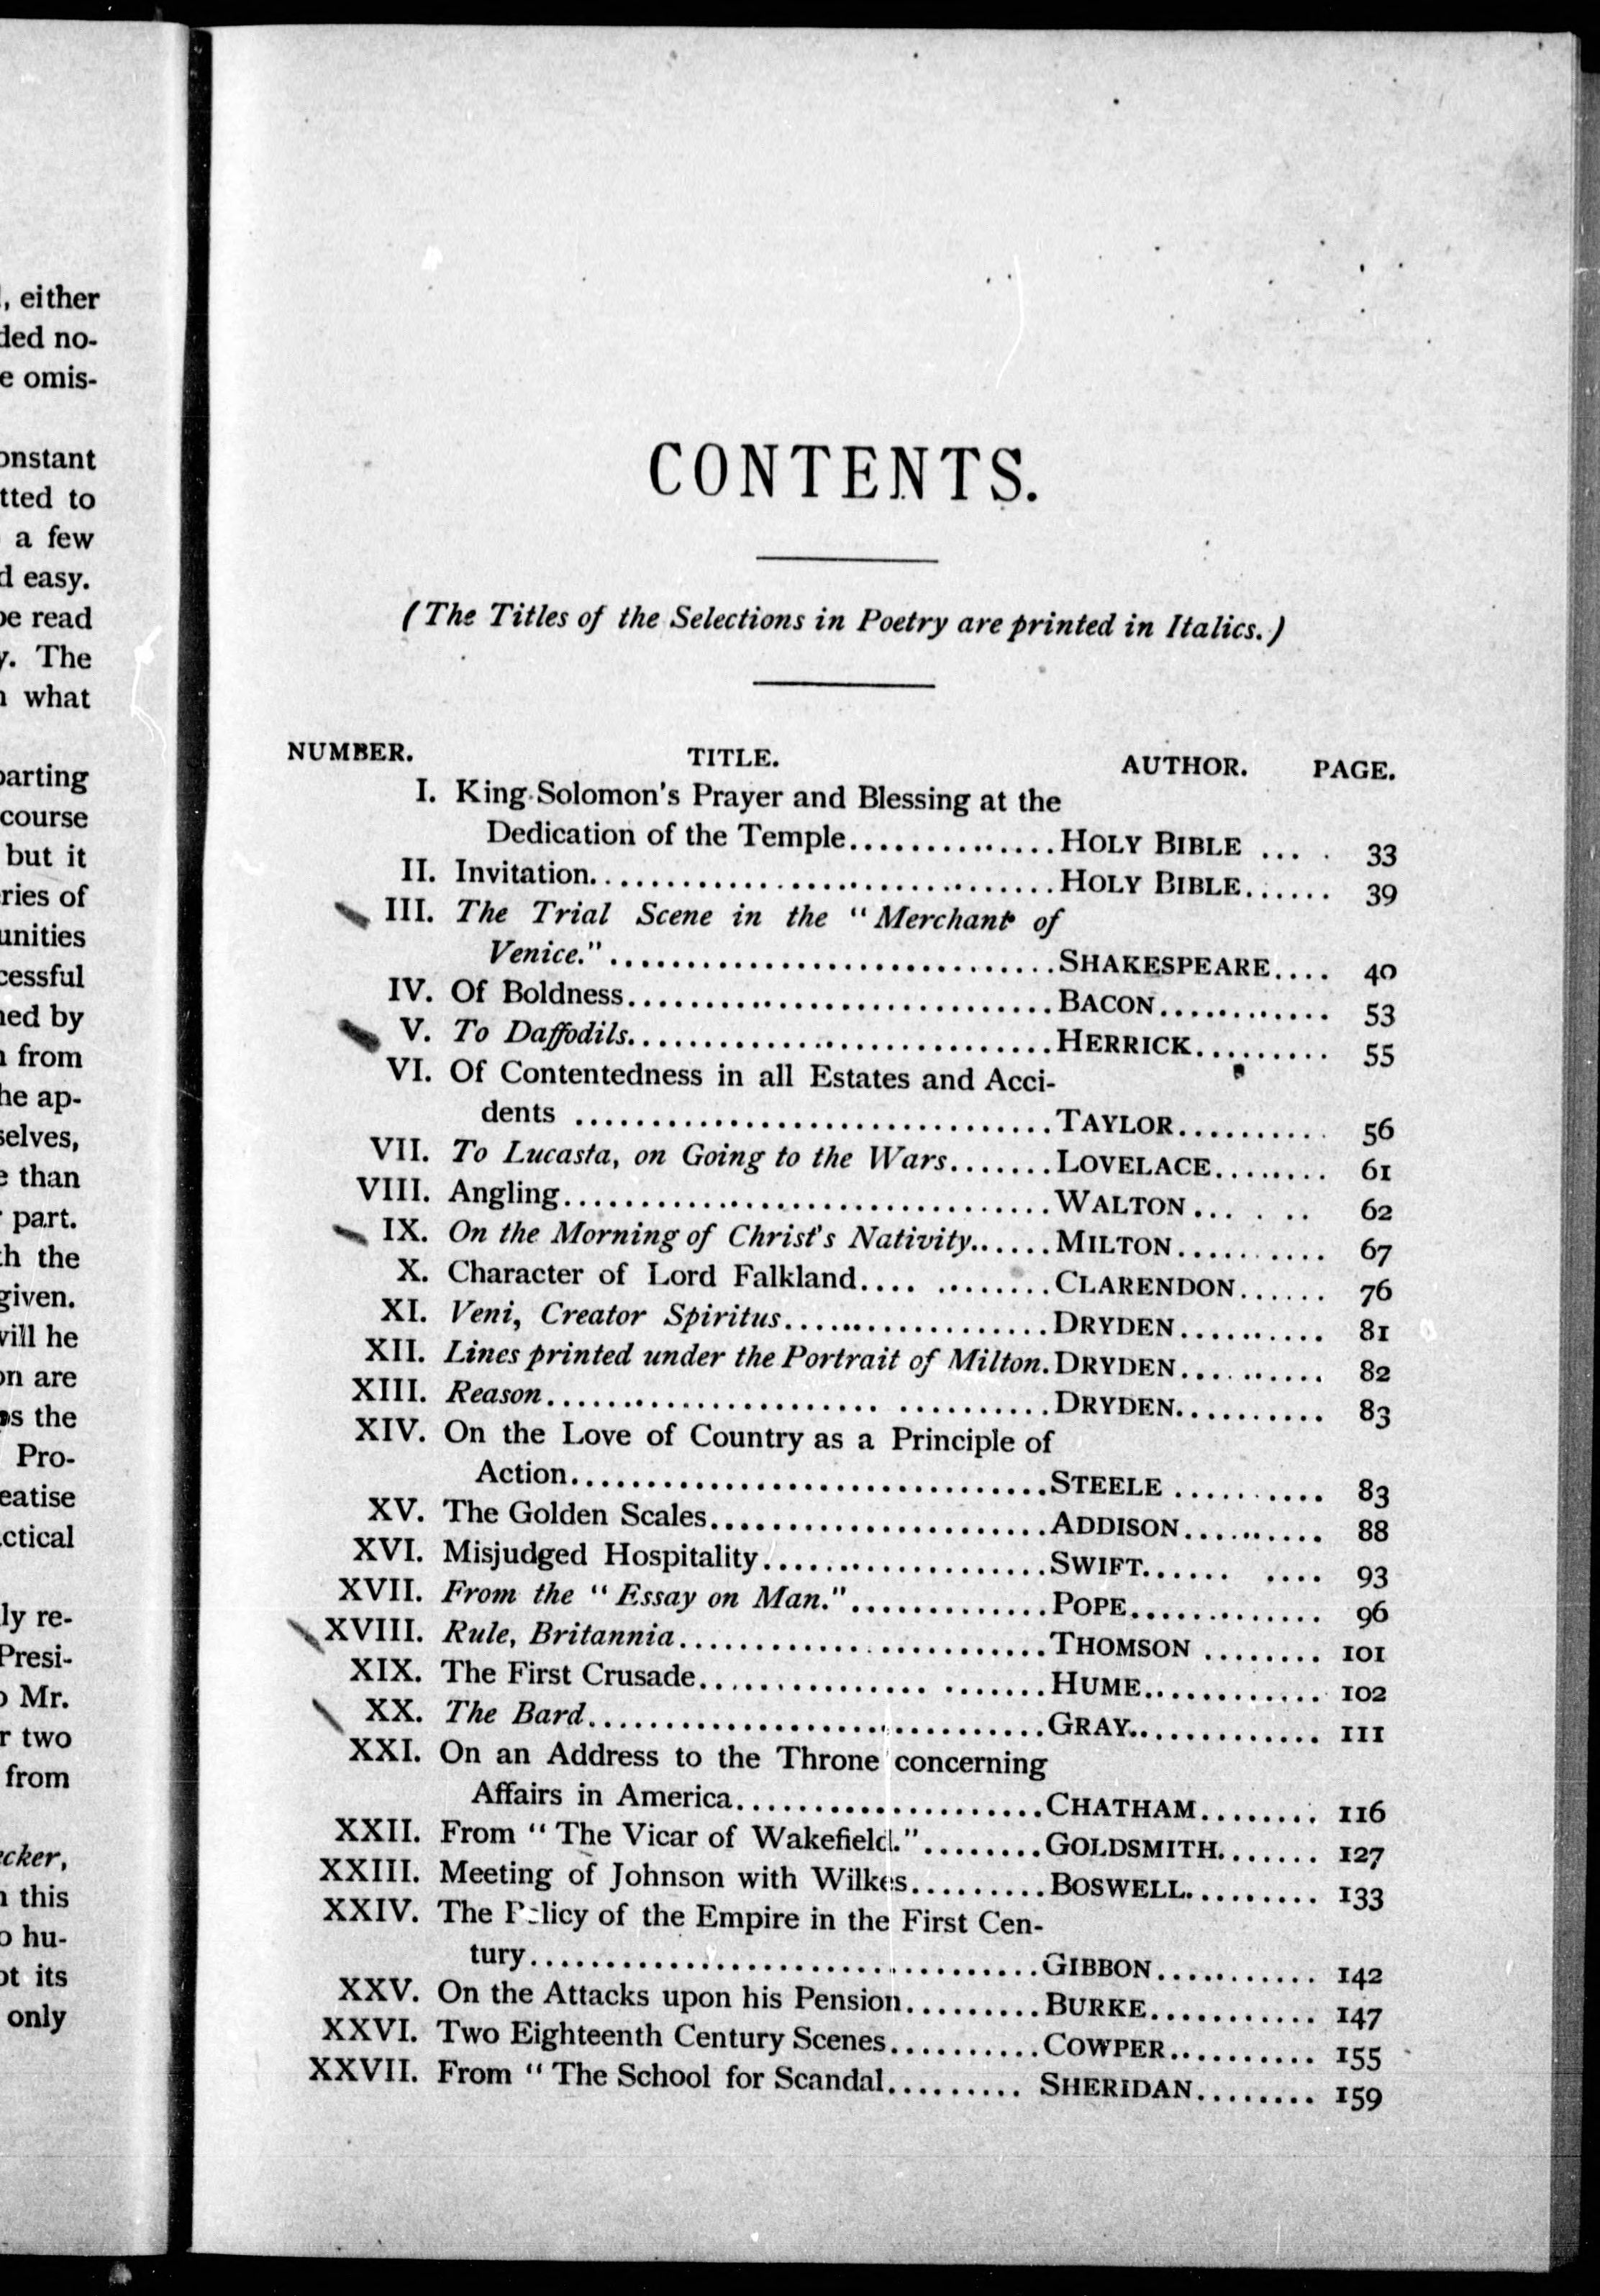 , either
ded no-
e omis-
onstant
tted to
a few
d easy.
be read
y. The
what
parting
course
but it
ries of
unities
cessful
ned by
from
he ap-
selves,
than
part.
th the
given.
will he
on are
ps the
Pro-
eatise
actical
ly re-
Presi-
Mr.
r two
from
cker,
this
o hu-
ot its
only
CONTENTS.
(The Titles of the Selections in Poetry are printed in Italics.)
NUMBER. TITLE. AUTHOR. PAGE.
I. King Solomon's Prayer and Blessing at the
Dedication of the Temple.............. HOLY BIBLE ... . 33
II. Invitation............................... HOLY BIBLE...... 39
III. The Trial Scene in the "Merchant of
Venice."............................. SHAKESPEARE.... 40
IV. Of Boldness............................ BACON............ 53
V. To Daffodils............................ HERRICK......... 55
VI. Of Contentedness in all Estates and Acci-
dents ................................ TAYLOR.......... 56
VII. To Lucasta, on Going to the Wars....... LOVELACE........ 61
VIII. Angling................................ WALTON... . .. 62
IX. On the Morning of Christ's Nativity...... MILTON.......... 67
X. Character of Lord Falkland.... ........ CLARENDON...... 76
XI. Veni, Creator Spiritus.................. DRYDEN.......... 81
XII. Lines printed under the Portrait of Milton. DRYDEN.......... 82
XIII. Reason...................... .......... DRYDEN.......... 83
XIV. On the Love of Country as a Principle of
Action................................ STEELE .......... 83
XV. The Golden Scales...................... ADDISON.......... 88
XVI. Misjudged Hospitality................... SWIFT...... .... 93
XVII. From the "Essay on Man."............. POPE............. 96
XVIII. Rule, Britannia........................ THOMSON ........ 101
XIX. The First Crusade............... ....... HUME............ 102
XX. The Bard.............................. GRAY............. 111
XXI. On an Address to the Throne concerning
Affairs in America.................... CHATHAM........ 116
XXII. From "The Vicar of Wakefield."........ GOLDSMITH....... 127
XXIII. Meeting of Johnson with Wilkes......... BOSWELL......... 133
XXIV. The Policy of the Empire in the First Cen-
tury.................................. GIBBON........... 142
XXV. On the Attacks upon his Pension......... BURKE........... 147
XXVI. Two Eighteenth Century Scenes.......... COWPER.......... 155
XXVII. From "The School for Scandal......... SHERIDAN........ 159